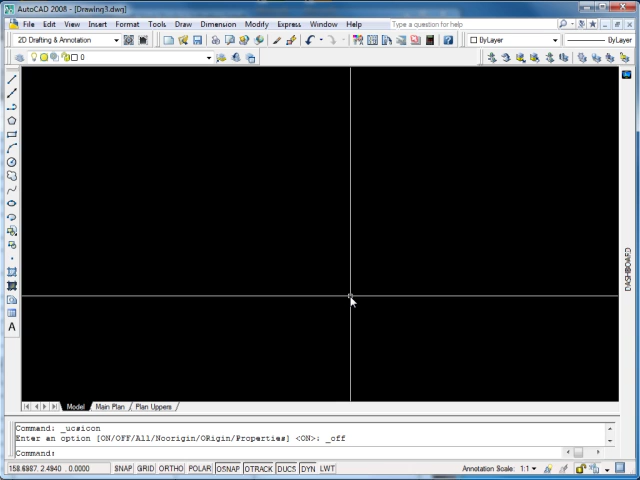 AutoCAD 2008 - [Drawing3.dwg]
File Edit View Insert Format Tools Draw Dimension Modify Express Window Help Type a question for help
2D Drafting & Annotation ByLayer ByLayer
0
A
DASHBOARD
Model Main Plan Plan Uppers
Command: _ucsicon
Enter an option [ON/OFF/All/Noorigin/ORigin/Properties] <ON>: _off
Command:
158.6987, 2.4940 , 0.0000 SNAP GRID ORTHO POLAR OSNAP OTRACK DUCS DYN LWT Annotation Scale: 1:1